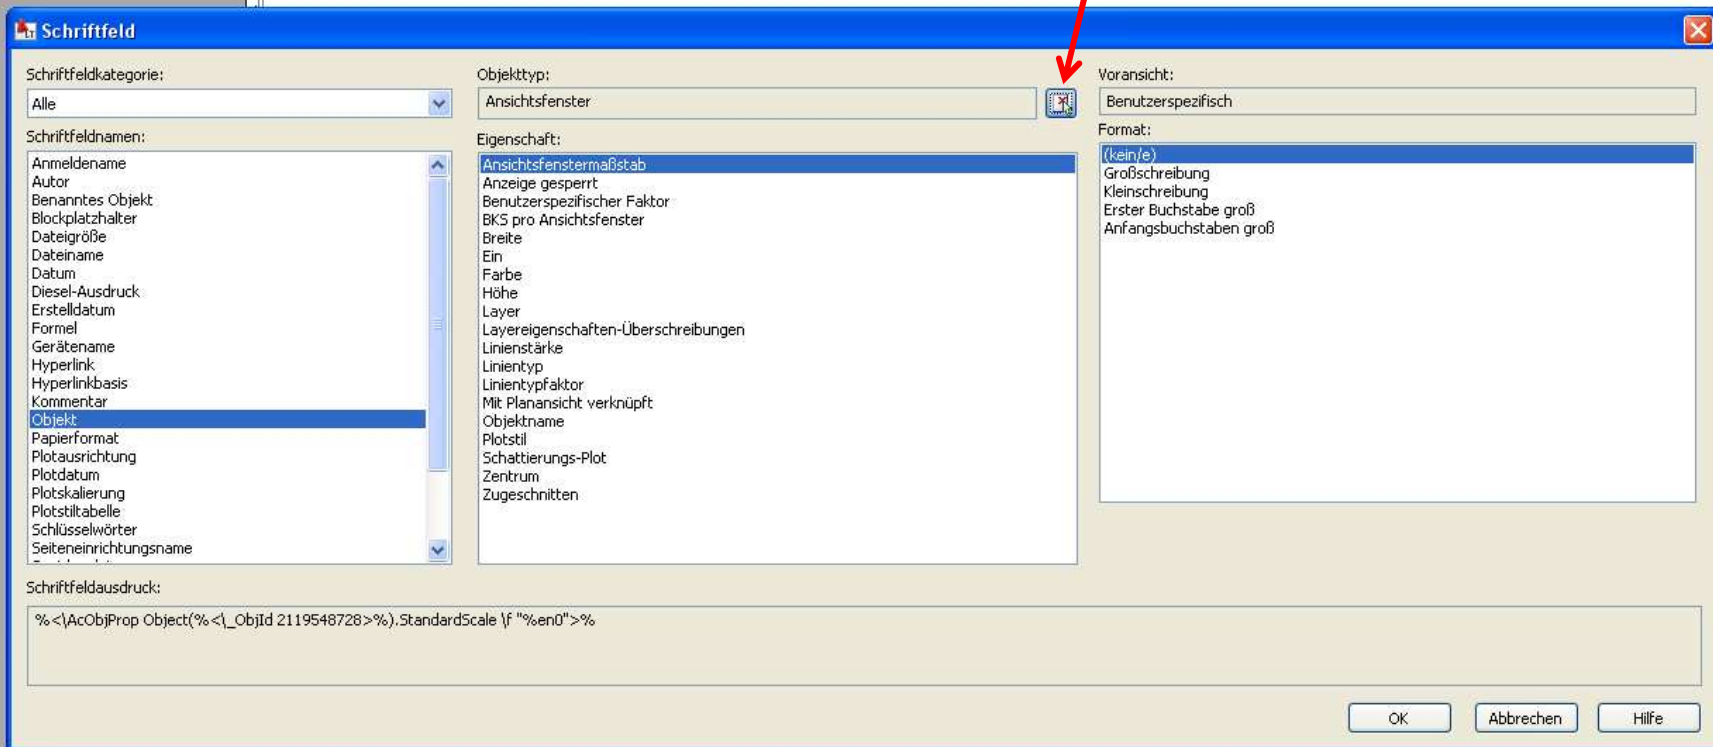 Schriftfeld
Schriftfeldkategorie:
Alle
Schriftfeldnamen:
Anmeldename
Autor
Benanntes Objekt
Blockplatzhalter
Dateigröße
Dateiname
Datum
Diesel-Ausdruck
Erstelldatum
Formel
Gerätename
Hyperlink
Hyperlinkbasis
Kommentar
Objekt
Papierformat
Plotausrichtung
Plotdatum
Plotskalierung
Plotstiltabelle
Schlüsselwörter
Seiteneinrichtungsname
Objekttyp:
Ansichtsfenster
Eigenschaft:
Ansichtsfenstermaßstab
Anzeige gesperrt
Benutzerspezifischer Faktor
BKS pro Ansichtsfenster
Breite
Ein
Farbe
Höhe
Layer
Layereigenschaften-Überschreibungen
Linienstärke
Linientyp
Linientypfaktor
Mit Planansicht verknüpft
Objektname
Plotstil
Schattierungs-Plot
Zentrum
Zugeschnitten
Voransicht:
Benutzerspezifisch
Format:
(kein/e)
Großschreibung
Kleinschreibung
Erster Buchstabe groß
Anfangsbuchstaben groß
Schriftfeldausdruck:
%<\AcObjProp Object(%<\_ObjId 2119548728>%).StandardScale \f "%en0">%
OK
Abbrechen
Hilfe